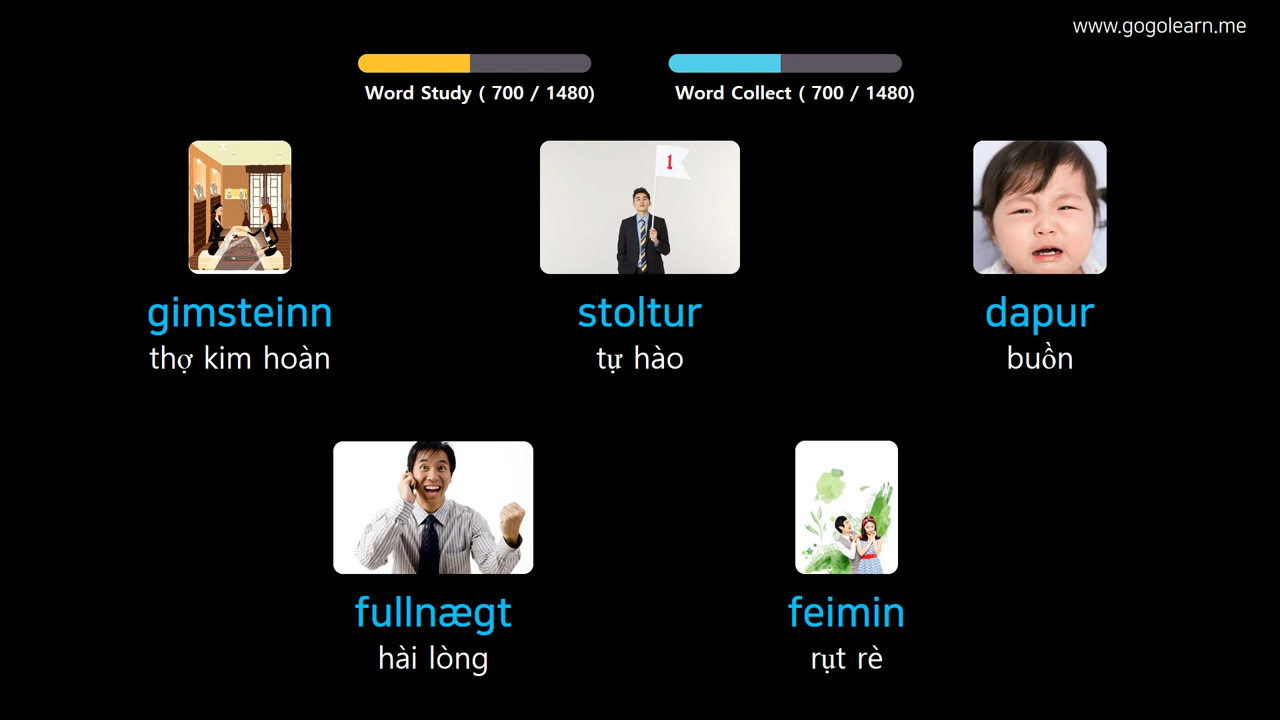 www.gogolearn.me
Word Study ( 700 / 1480)
Word Collect ( 700 / 1480)
1
gimsteinn
thợ kim hoàn
stoltur
tự hào
dapur
buồn
fullnægt
hài lòng
feimin
rụt rè